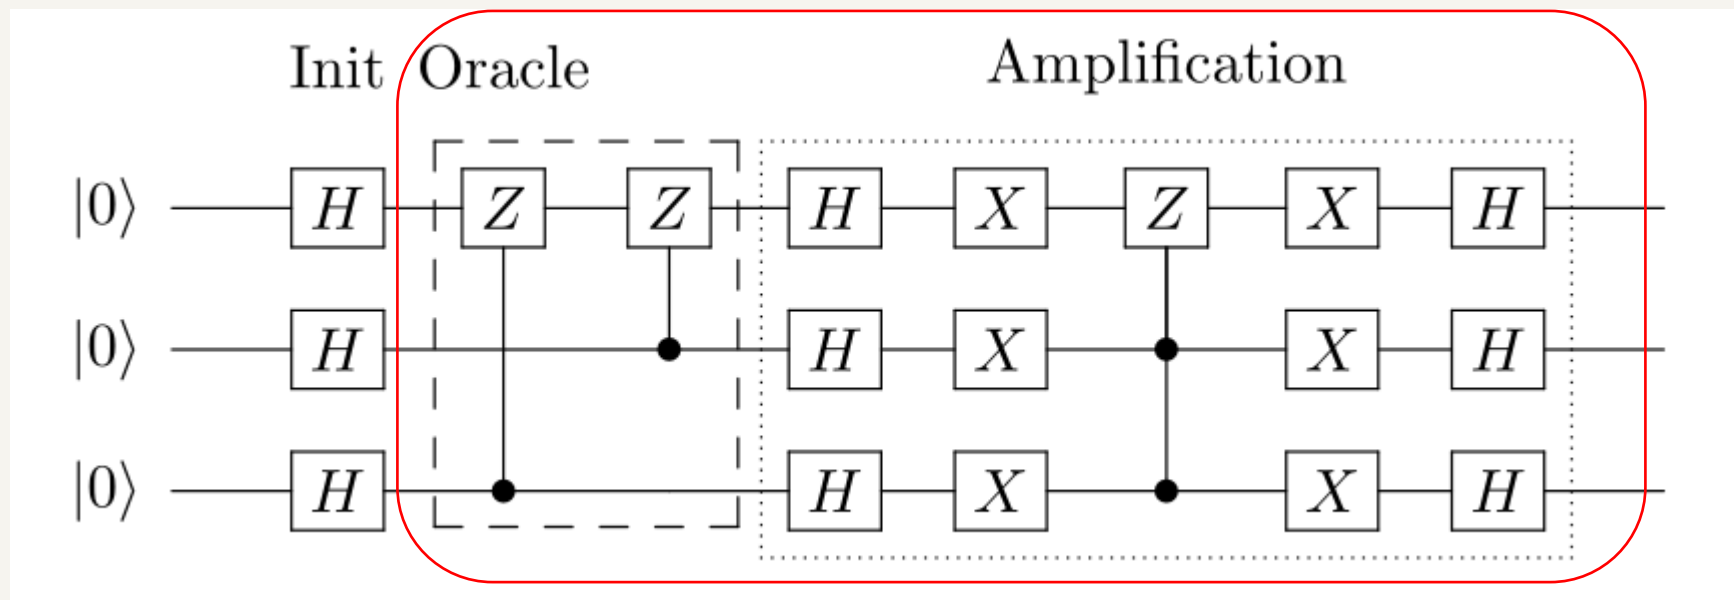 Init Oracle Amplification
|0⟩ H Z Z H X Z X H
|0⟩ H H X X H
|0⟩ H H X X H